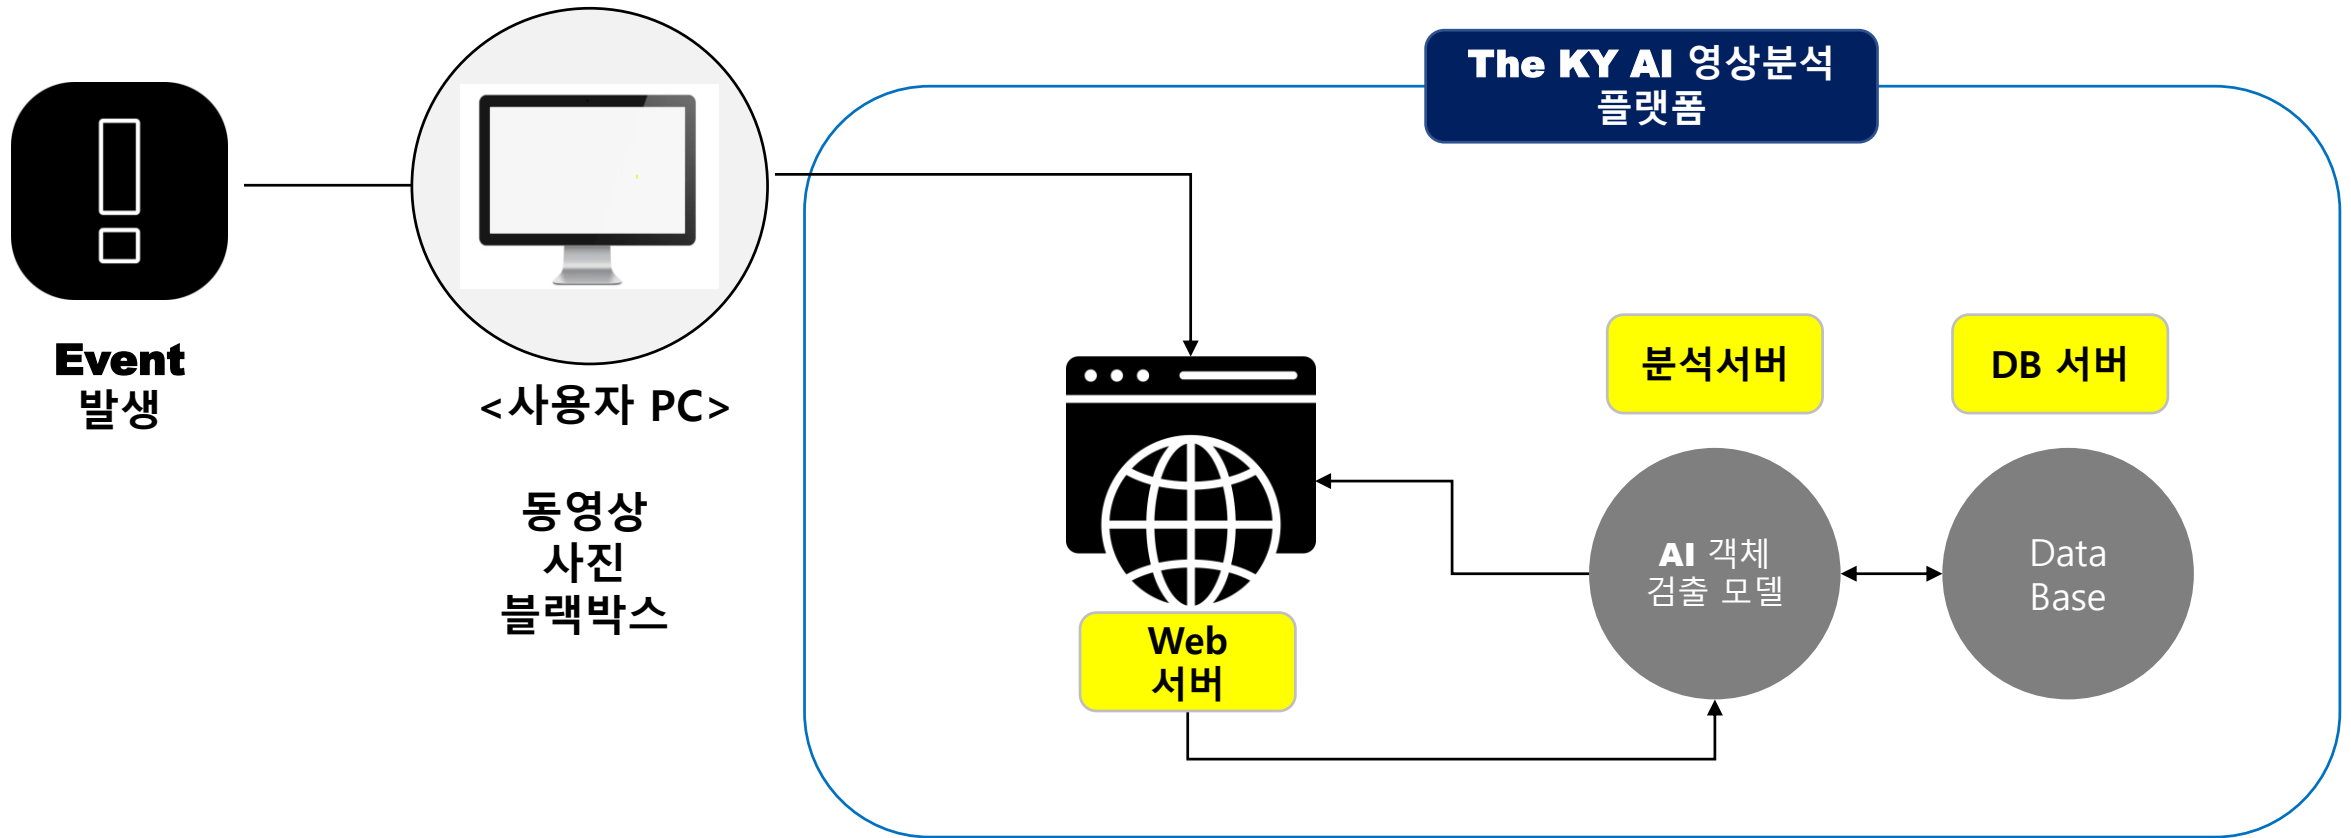 The KY AI 영상분석
플랫폼
Event
발생
<사용자 PC>
동영상
사진
블랙박스
분석서버
DB 서버
AI 객체
검출 모델
Data
Base
Web
서버